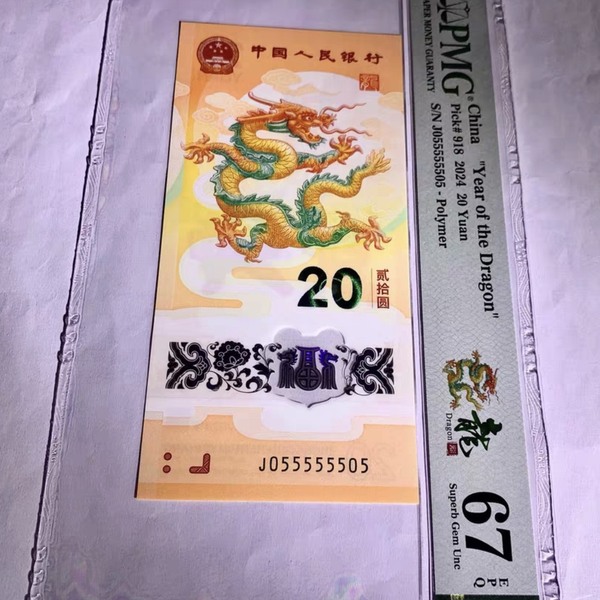 中国人民银行
20
贰拾圆
J055555505
PMG®
PAPER MONEY GUARANTY
China "Year of the Dragon"
Pick# 918 2024 20 Yuan
S/N J055555505 - Polymer
龍
Dragon
67 EPQ
Superb Gem Unc